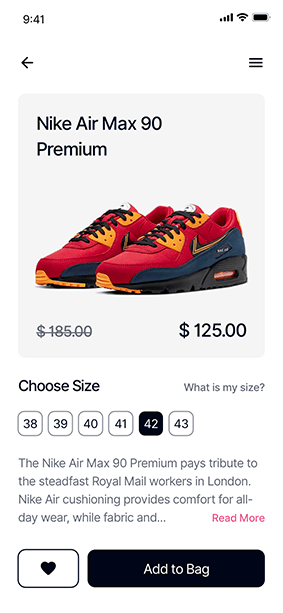 9:41
Nike Air Max 90
Premium
$ 185.00
$ 125.00
Choose Size
What is my size?
38 39 40 41 42 43
The Nike Air Max 90 Premium pays tribute to
the steadfast Royal Mail workers in London.
Nike Air cushioning provides comfort for all-
day wear, while fabric and...
Read More
Add to Bag